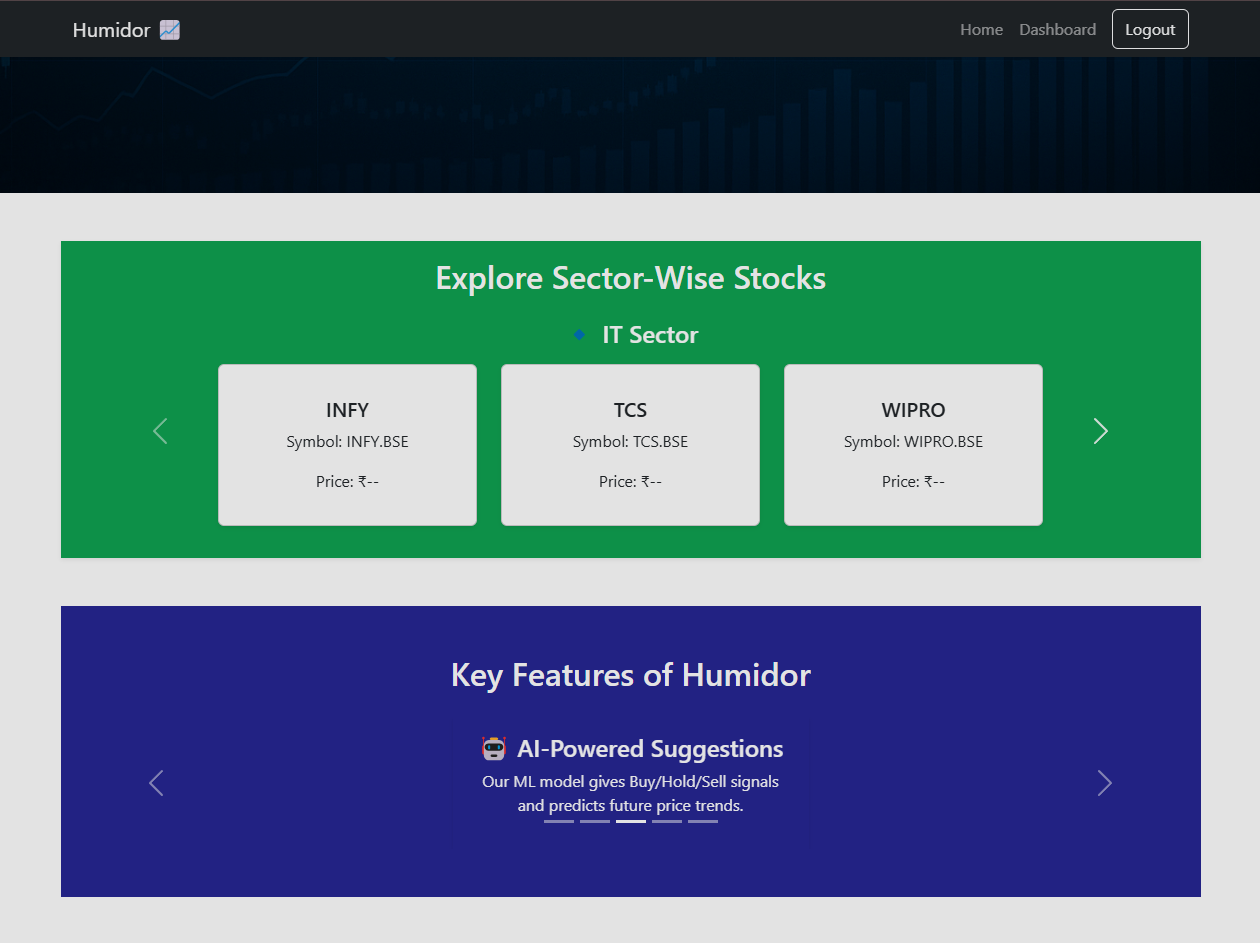 Humidor 📈
Home Dashboard Logout
Explore Sector-Wise Stocks
🔹 IT Sector
INFY
Symbol: INFY.BSE
Price: ₹--
TCS
Symbol: TCS.BSE
Price: ₹--
WIPRO
Symbol: WIPRO.BSE
Price: ₹--
Key Features of Humidor
🤖 AI-Powered Suggestions
Our ML model gives Buy/Hold/Sell signals
and predicts future price trends.